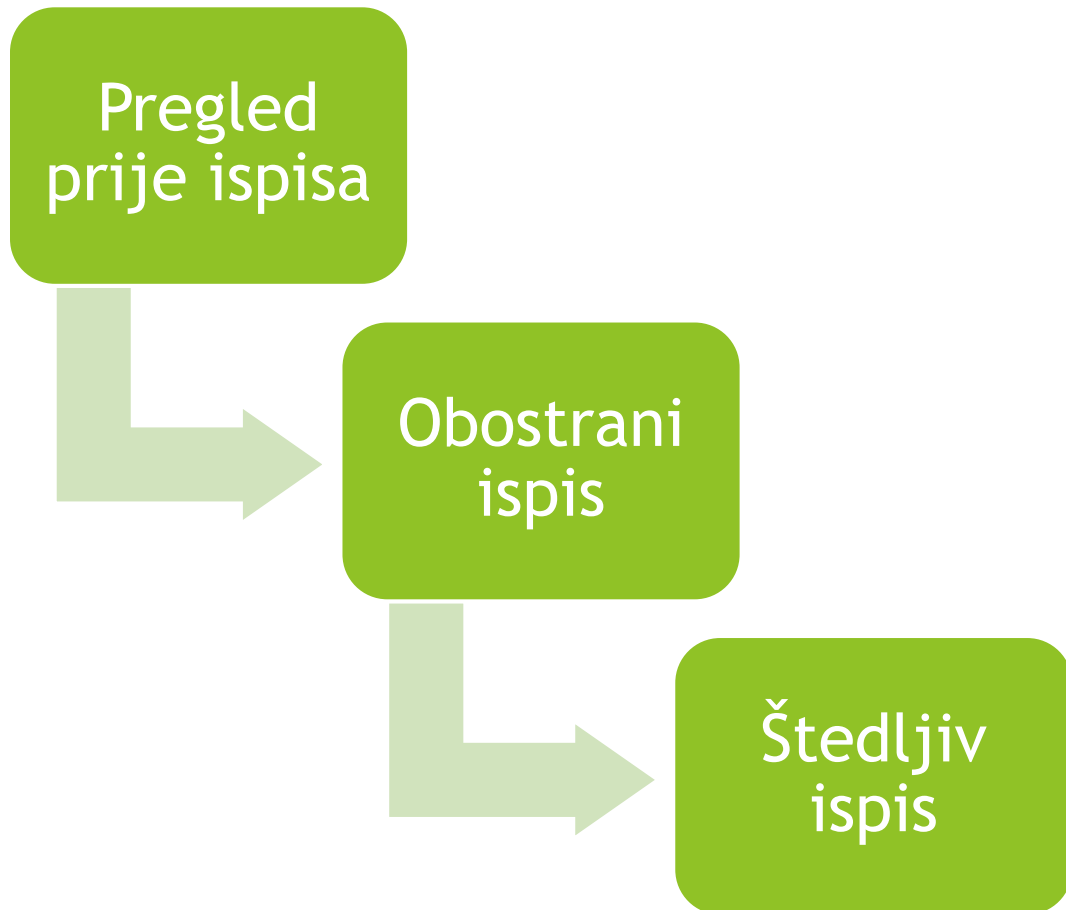 Pregled
prije ispisa
Obostrani
ispis
Štedljiv
ispis